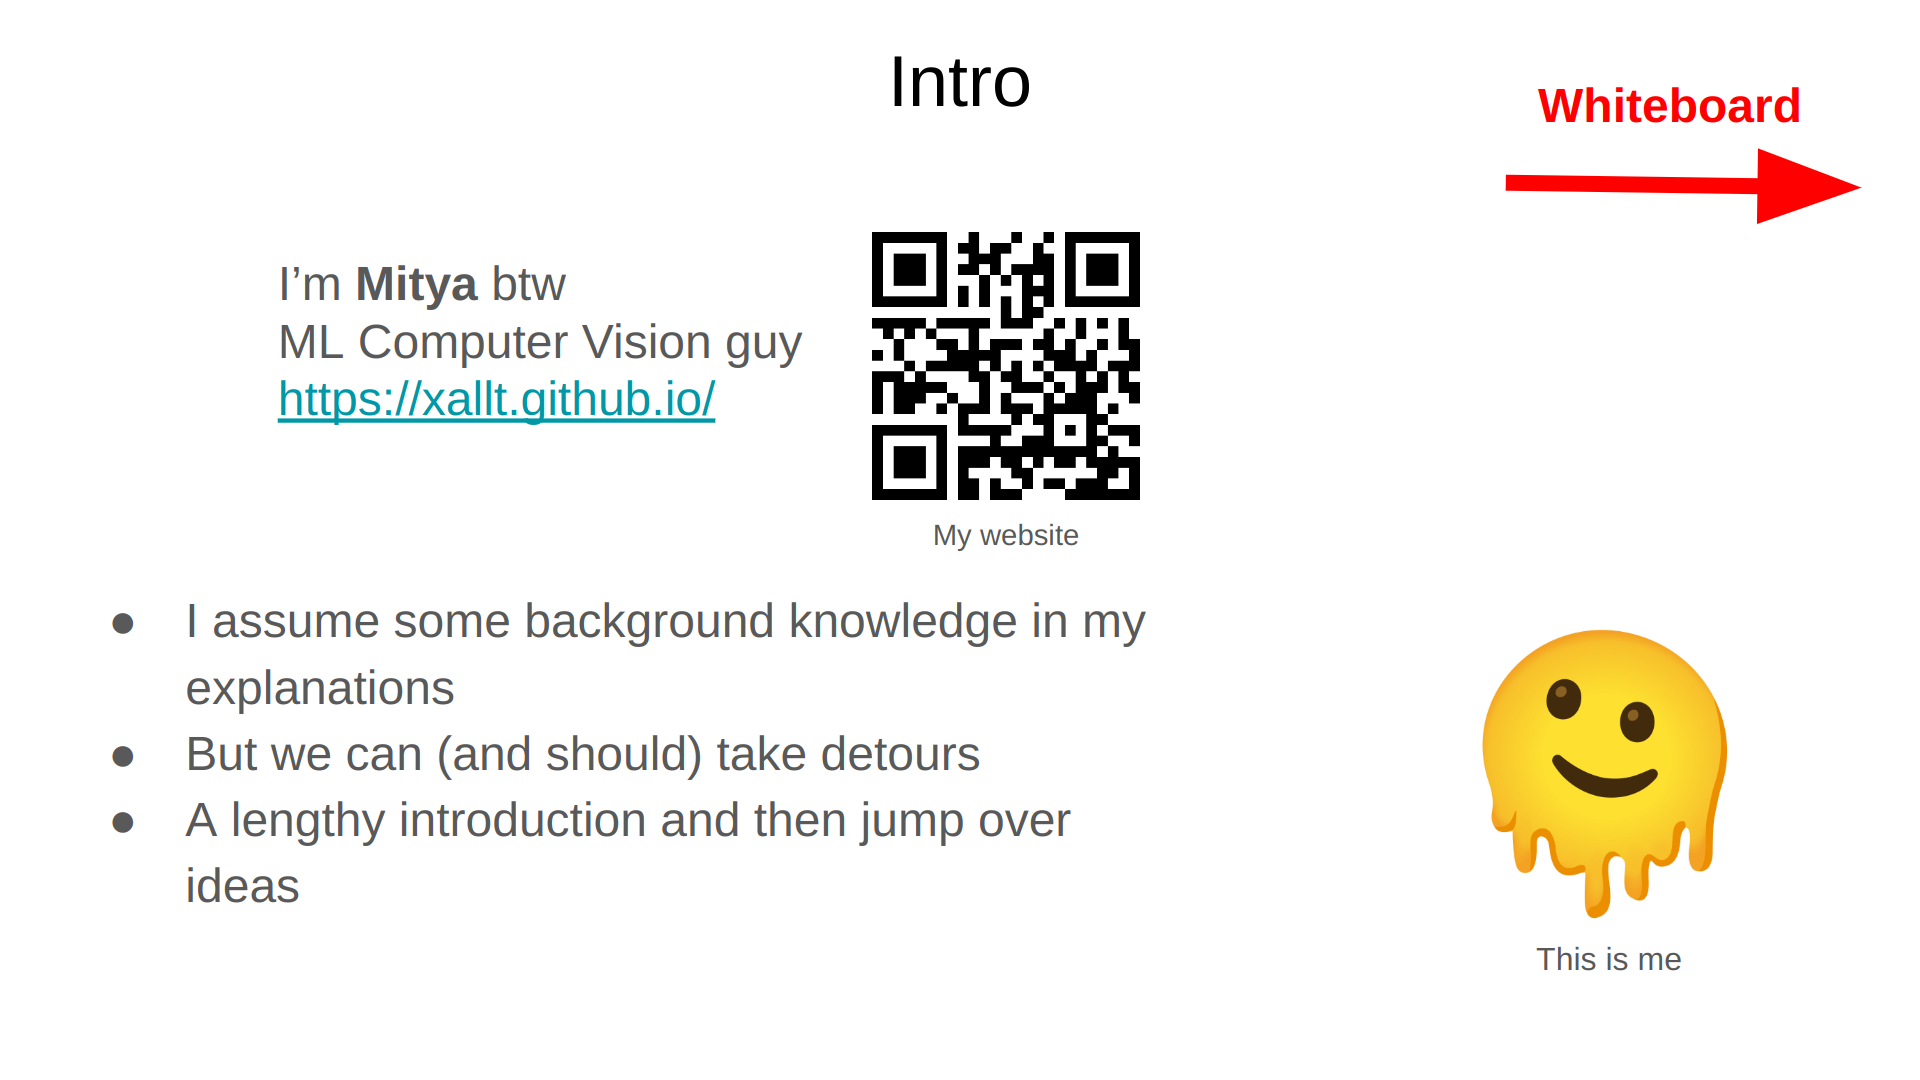 Intro
Whiteboard
I’m Mitya btw
ML Computer Vision guy
https://xallt.github.io/
My website
● I assume some background knowledge in my
explanations
● But we can (and should) take detours
● A lengthy introduction and then jump over
ideas
This is me